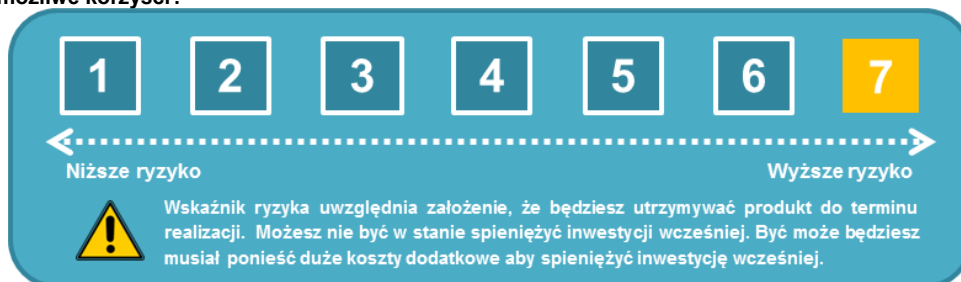 możliwe korzyści?
1 2 3 4 5 6 7
Niższe ryzyko Wyższe ryzyko
Wskaźnik ryzyka uwzględnia założenie, że będziesz utrzymywać produkt do terminu
realizacji. Możesz nie być w stanie spieniężyć inwestycji wcześniej. Być może będziesz
musiał ponieść duże koszty dodatkowe aby spieniężyć inwestycję wcześniej.